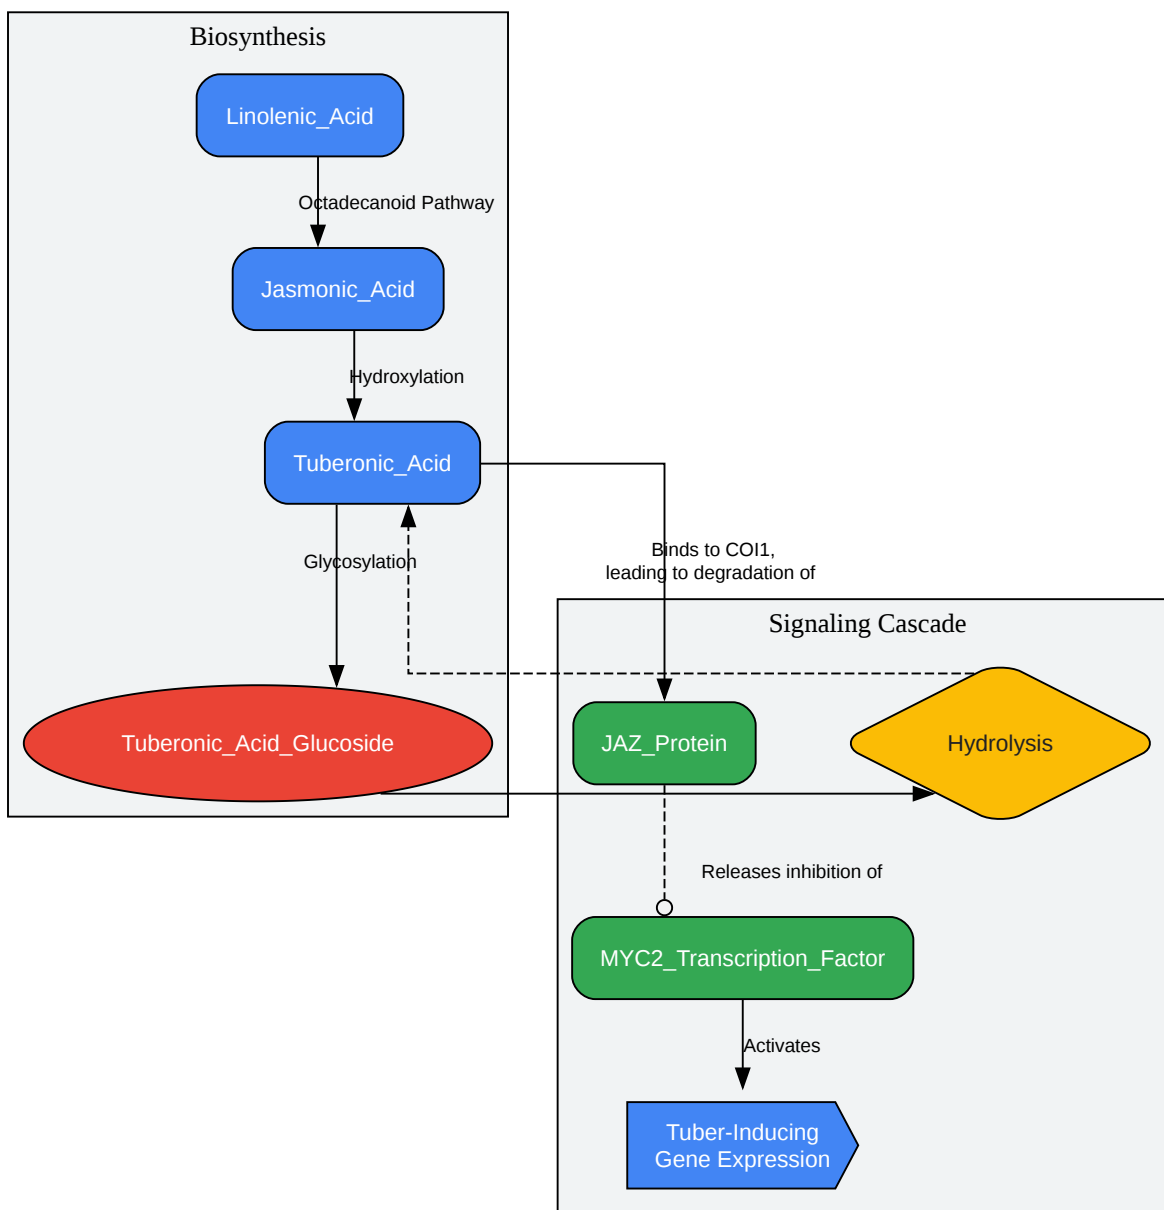 Biosynthesis
Linolenic_Acid
Octadecanoid Pathway
Jasmonic_Acid
Hydroxylation
Tuberonic_Acid
Glycosylation
Binds to COI1,
leading to degradation of
Signaling Cascade
Tuberonic_Acid_Glucoside
JAZ_Protein
Hydrolysis
Releases inhibition of
MYC2_Transcription_Factor
Activates
Tuber-Inducing
Gene Expression